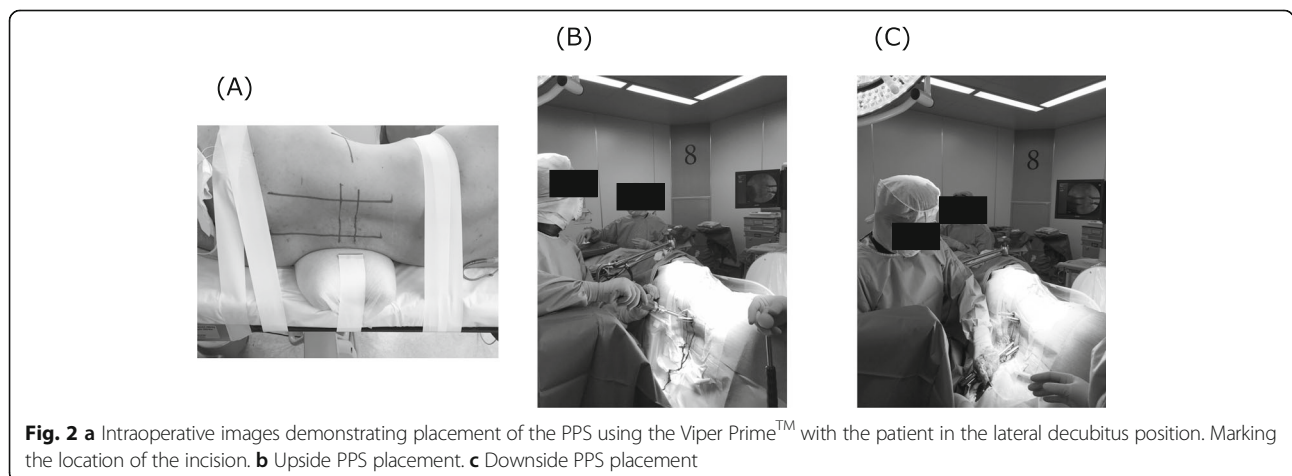 (A)
(B)
(C)
8
8
Fig. 2 a Intraoperative images demonstrating placement of the PPS using the Viper Prime™ with the patient in the lateral decubitus position. Marking
the location of the incision. b Upside PPS placement. c Downside PPS placement